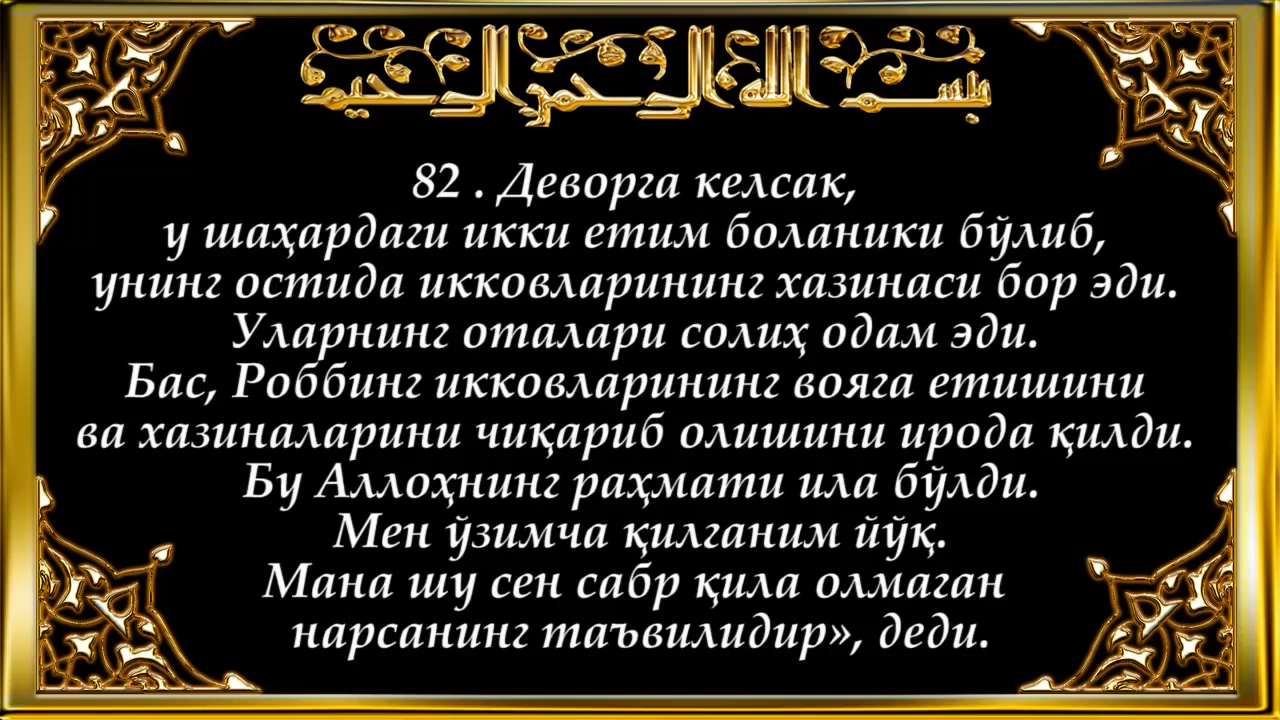 بسم الله الرحمن الرحيم
82 . Деворга келсак,
у шаҳардаги икки етим боланики бўлиб,
унинг остида икковларининг хазинаси бор эди.
Уларнинг оталари солиҳ одам эди.
Бас, Роббинг икковларининг вояга етишини
ва хазиналарини чиқариб олишини ирода қилди.
Бу Аллоҳнинг раҳмати ила бўлди.
Мен ўзимча қилганим йўқ.
Мана шу сен сабр қила олмаган
нарсанинг таъвилидир», деди.